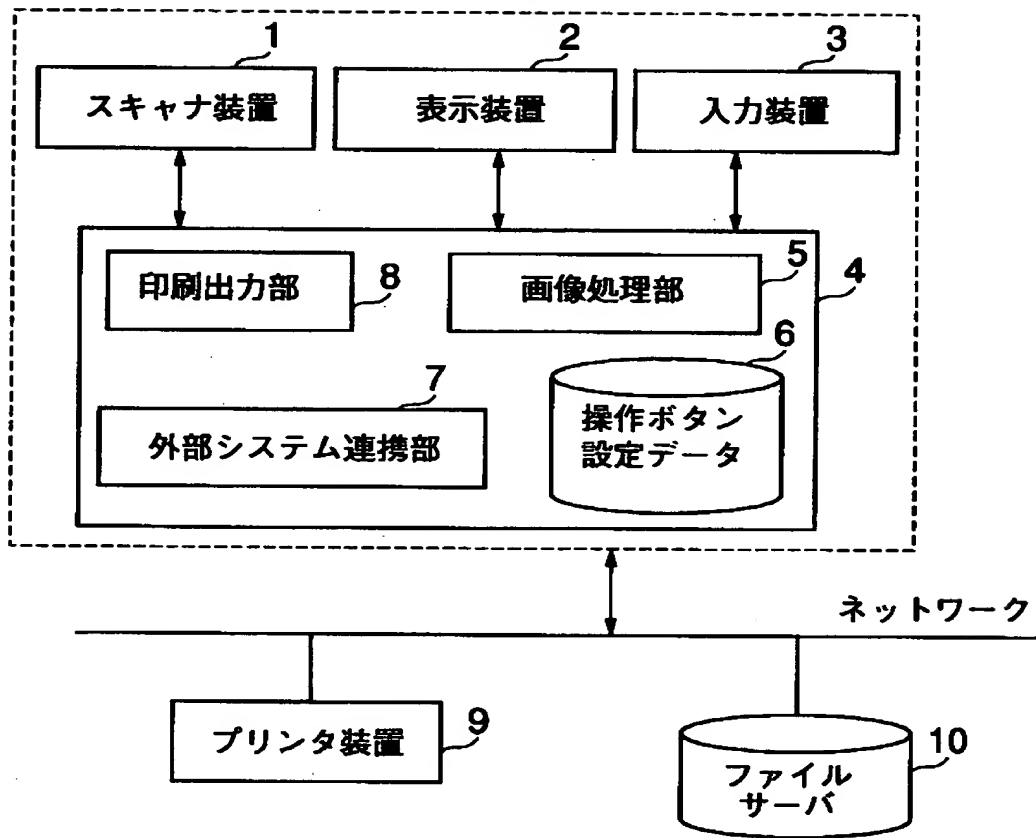 1
2
3
スキャナ装置
表示装置
入力装置
印刷出力部
8
画像処理部
5
4
6
操作ボタン
設定データ
7
外部システム連携部
ネットワーク
プリンタ装置
9
ファイル
サーバ
10